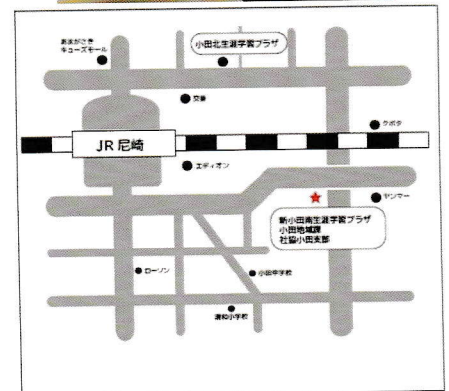 あまがさき
キューズモール
小田北生涯学習プラザ
交番
クボタ
JR 尼崎
エディオン
ヤンマー
新小田南生涯学習プラザ
小田地域課
社協小田支部
ローソン
小田中学校
清和小学校